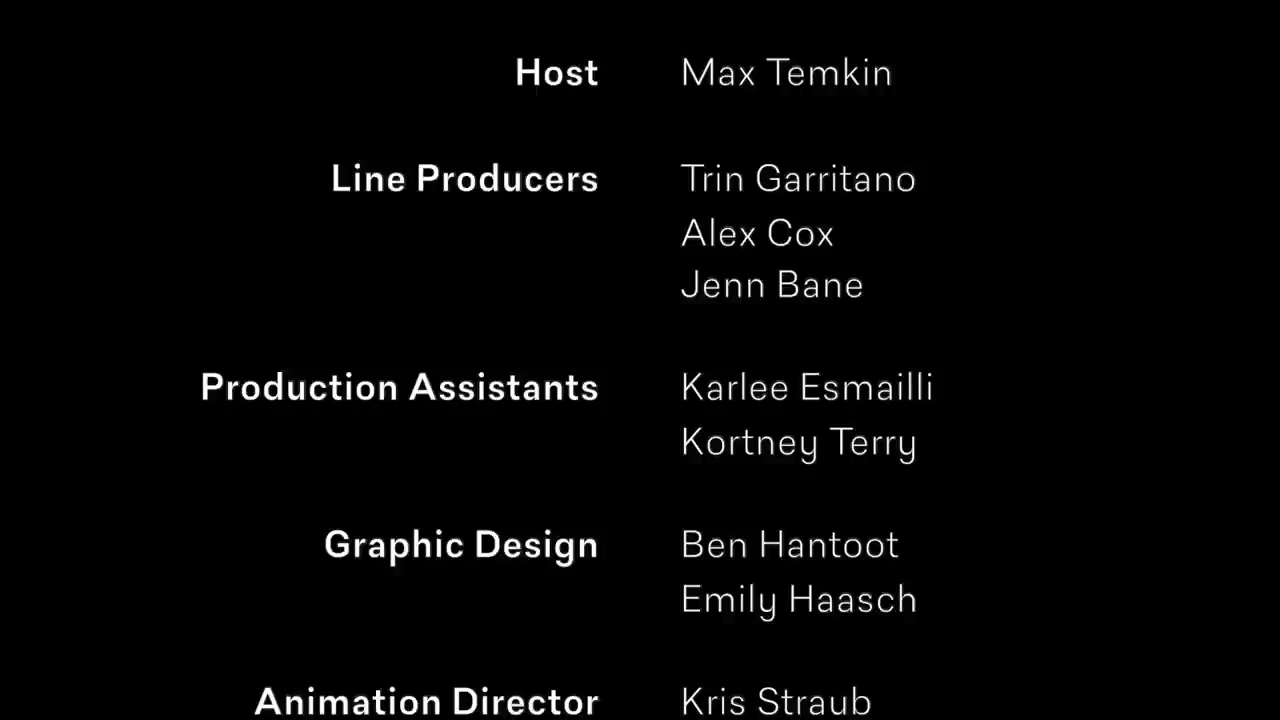 Host Max Temkin
Line Producers Trin Garritano
Alex Cox
Jenn Bane
Production Assistants Karlee Esmailli
Kortney Terry
Graphic Design Ben Hantoot
Emily Haasch
Animation Director Kris Straub